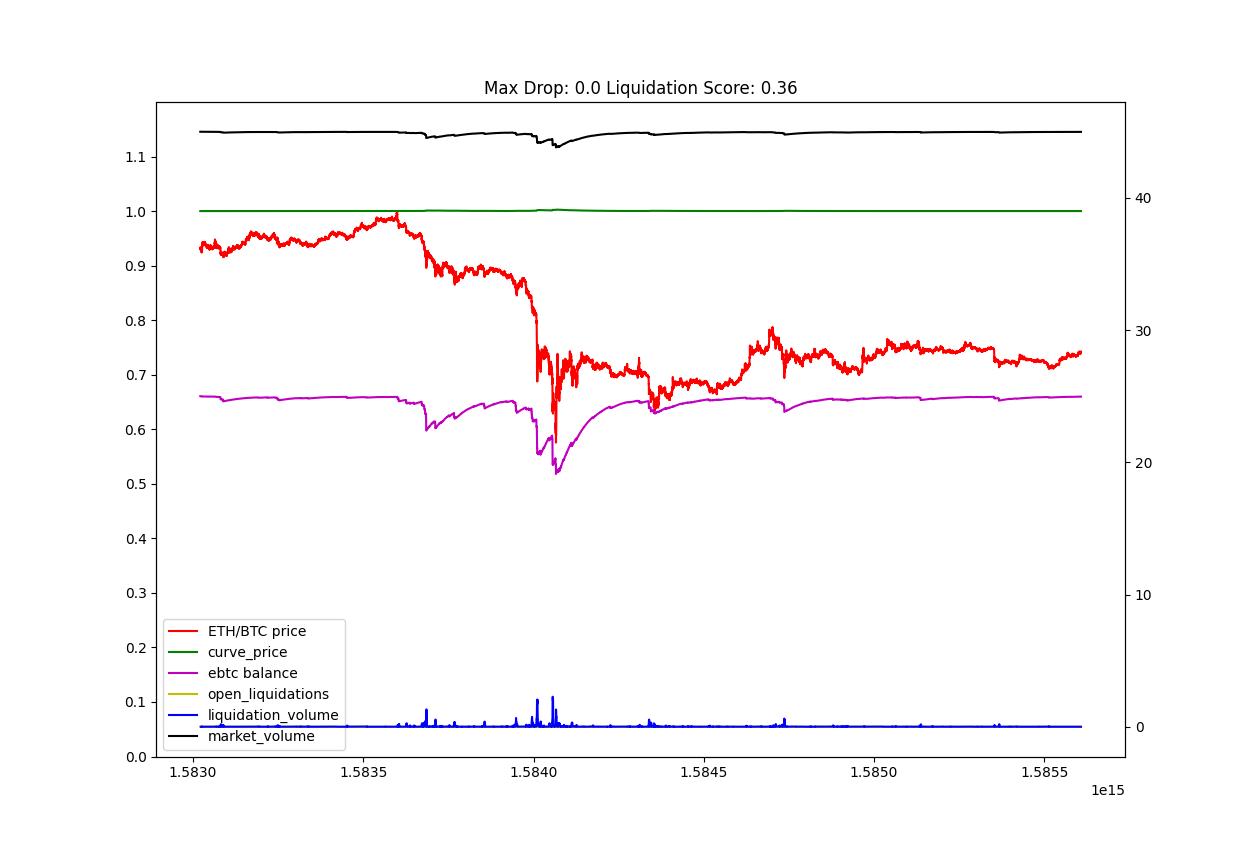 Max Drop: 0.0 Liquidation Score: 0.36
1.1
1.0
0.9
0.8
0.7
0.6
0.5
0.4
0.3
0.2
0.1
0.0
40
30
20
10
0
ETH/BTC price
curve_price
ebtc balance
open_liquidations
liquidation_volume
market_volume
1.5830 1.5835 1.5840 1.5845 1.5850 1.5855
1e15